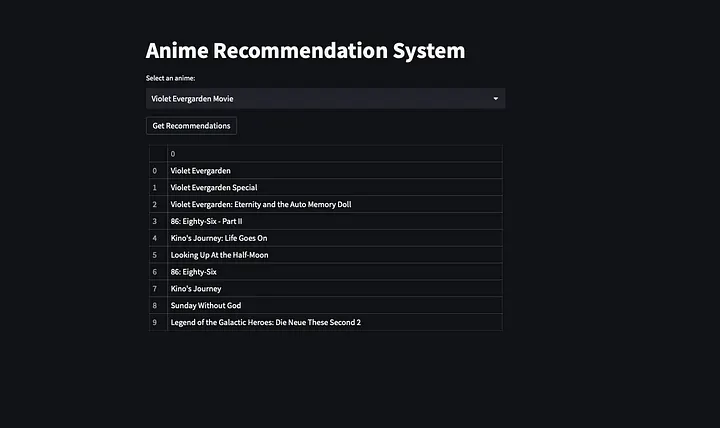 Anime Recommendation System
Select an anime:
Violet Evergarden Movie
Get Recommendations
0
0 Violet Evergarden
1 Violet Evergarden Special
2 Violet Evergarden: Eternity and the Auto Memory Doll
3 86: Eighty-Six - Part II
4 Kino's Journey: Life Goes On
5 Looking Up At the Half-Moon
6 86: Eighty-Six
7 Kino's Journey
8 Sunday Without God
9 Legend of the Galactic Heroes: Die Neue These Second 2